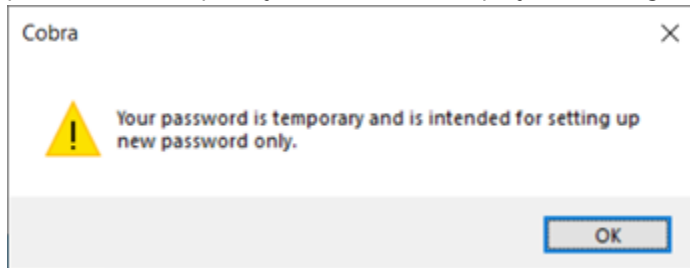 Cobra
Your password is temporary and is intended for setting up
new password only.
OK